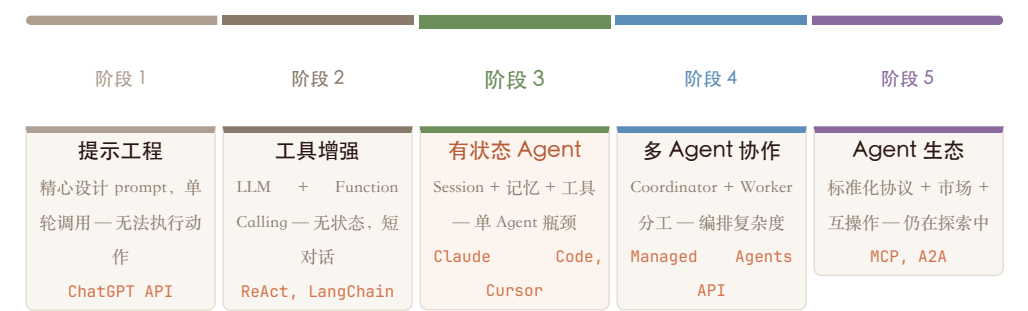 阶段 1
阶段 2
阶段 3
阶段 4
阶段 5
提示工程
精心设计 prompt，单
轮调用 — 无法执行动
作
ChatGPT API
工具增强
LLM + Function
Calling — 无状态，短
对话
ReAct, LangChain
有状态 Agent
Session + 记忆 + 工具
— 单 Agent 瓶颈
Claude Code,
Cursor
多 Agent 协作
Coordinator + Worker
分工 — 编排复杂度
Managed Agents
API
Agent 生态
标准化协议 + 市场 +
互操作 — 仍在探索中
MCP, A2A